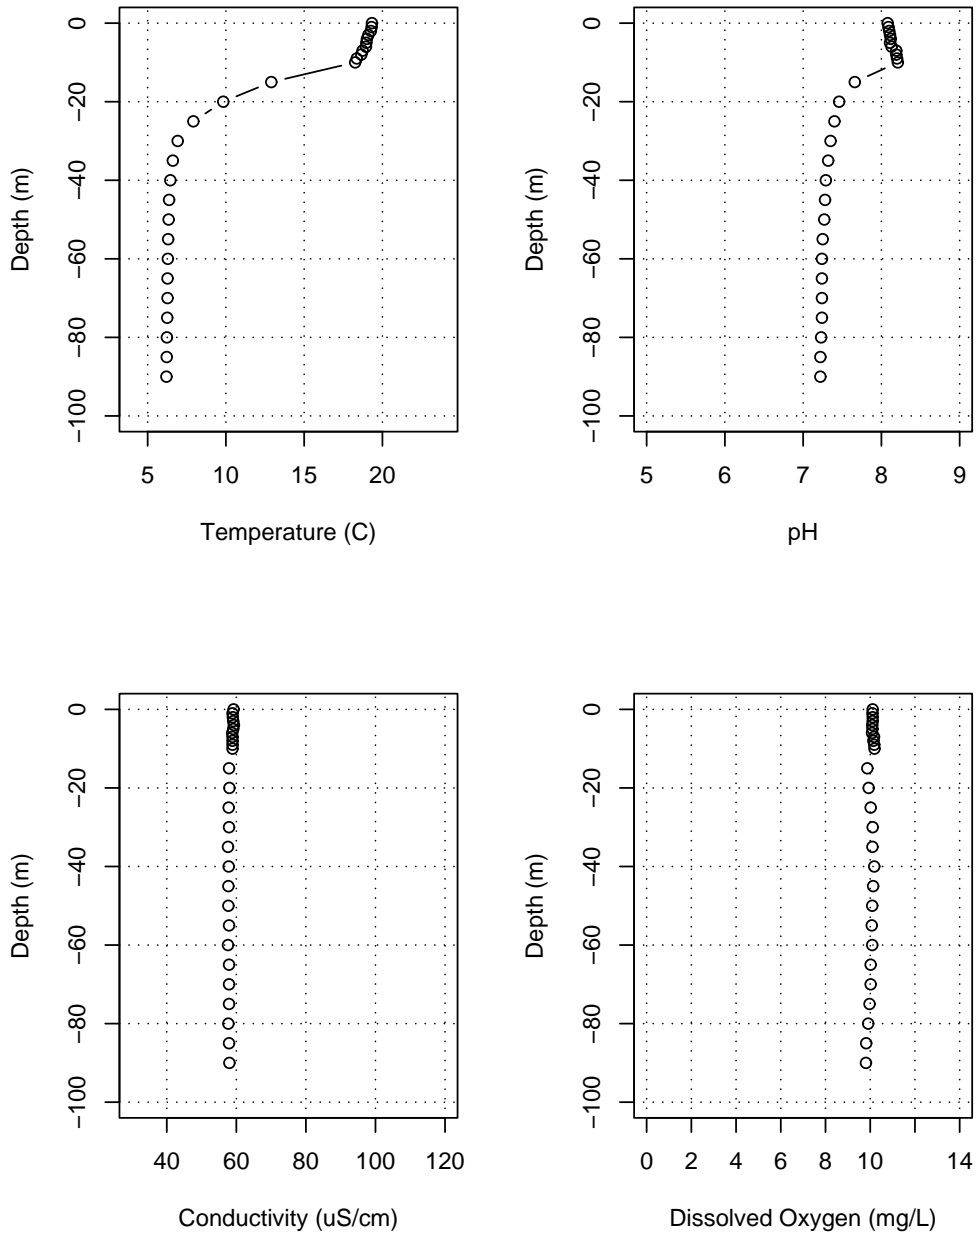 0
−20
−40
−60
−80
−100
Depth (m)
5 10 15 20
Temperature (C)
0
−20
−40
−60
−80
−100
Depth (m)
5 6 7 8 9
pH
0
−20
−40
−60
−80
−100
Depth (m)
40 60 80 100 120
Conductivity (uS/cm)
0
−20
−40
−60
−80
−100
Depth (m)
0 2 4 6 8 10 14
Dissolved Oxygen (mg/L)